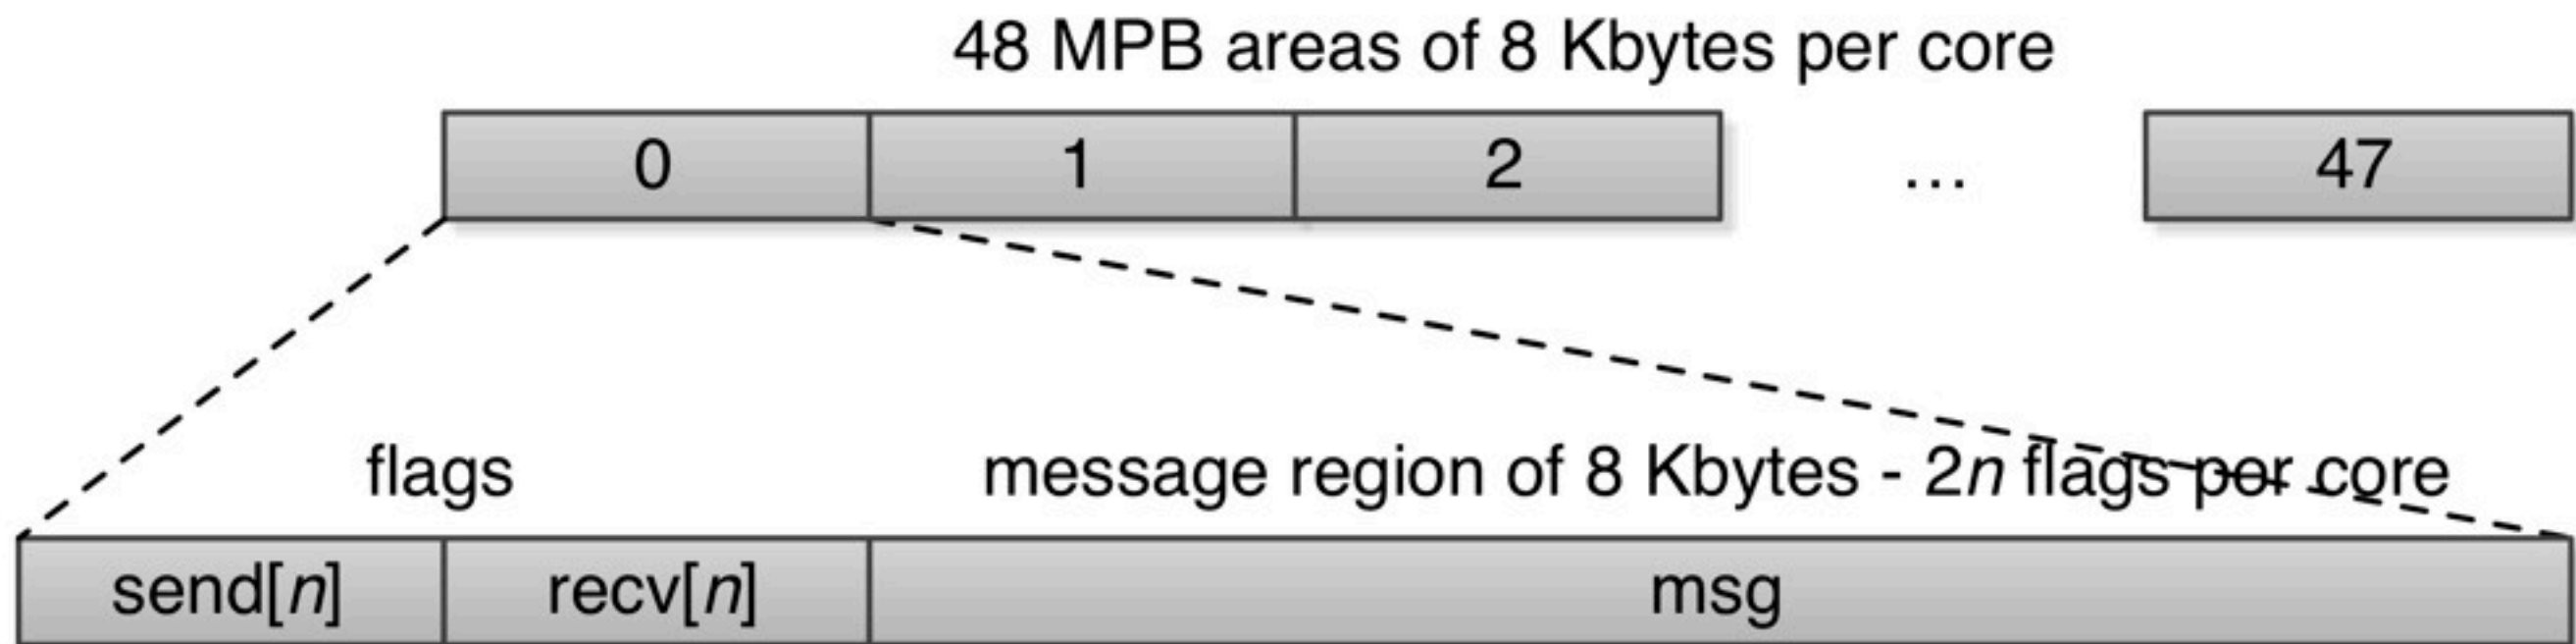 48 MPB areas of 8 Kbytes per core
0 1 2 ... 47
flags message region of 8 Kbytes - 2n flags per core
send[n] recv[n] msg